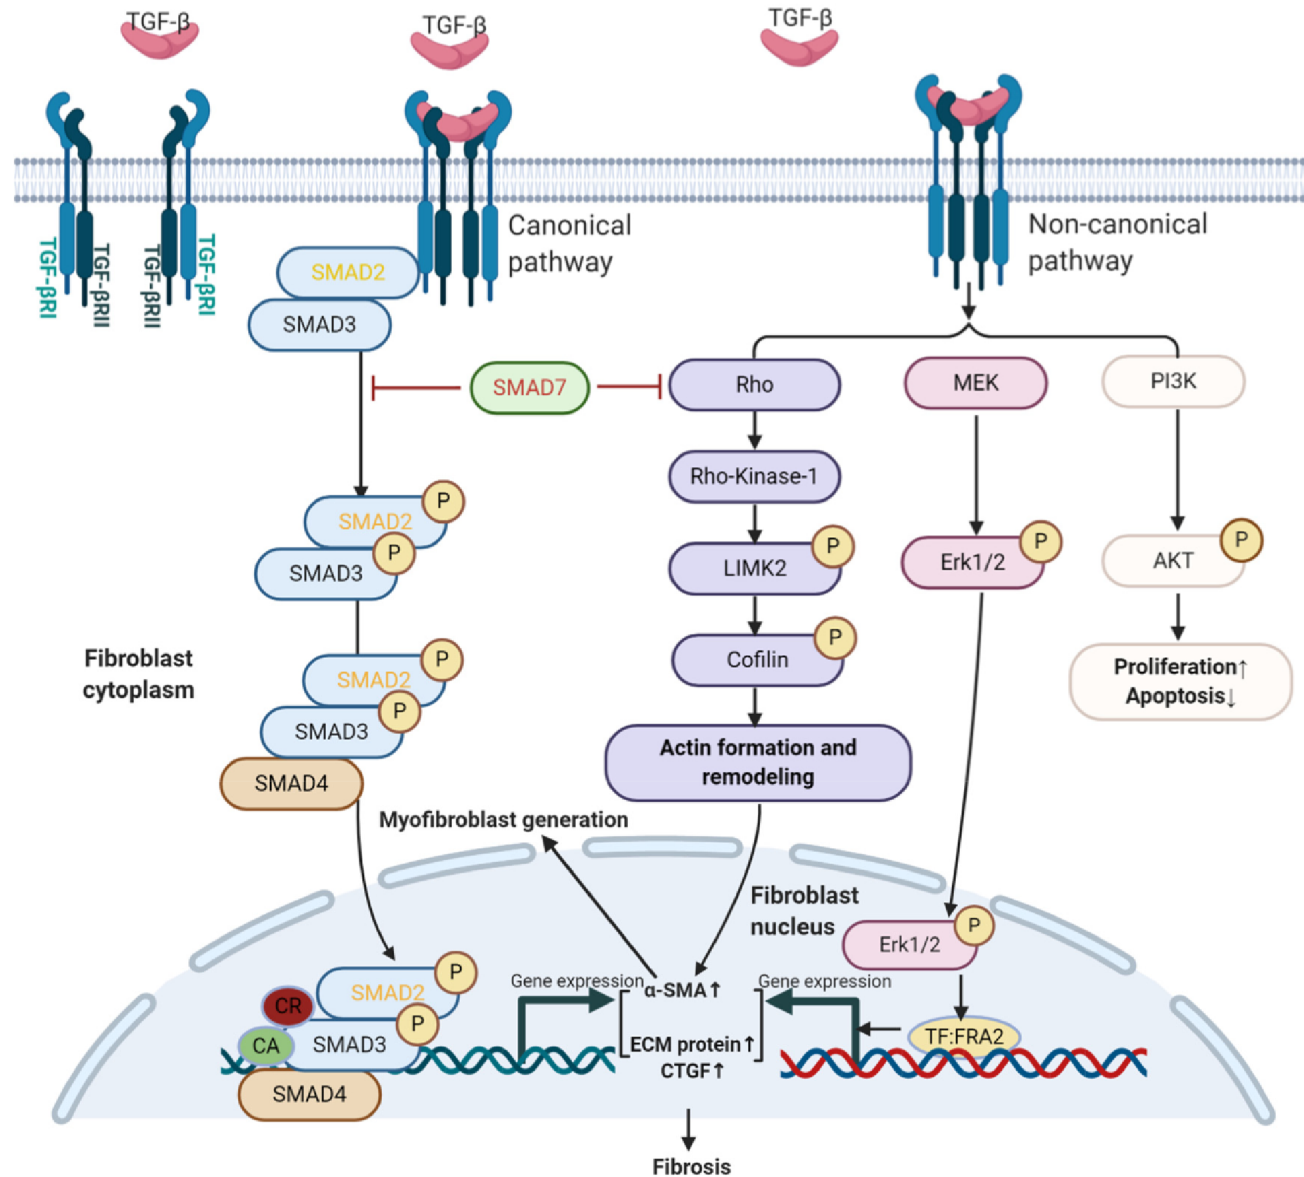 TGF-β
TGF-β
TGF-β
TGF-βRI
TGF-βRII
TGF-βRII
TGF-βRI
Canonical
pathway
Non-canonical
pathway
SMAD2
SMAD3
SMAD7
Rho
MEK
PI3K
Rho-Kinase-1
P
SMAD2
P
SMAD3
P
LIMK2
P
Erk1/2
P
AKT
Fibroblast
cytoplasm
P
SMAD2
P
SMAD3
SMAD4
P
Cofilin
Proliferation↑
Apoptosis↓
Actin formation and
remodeling
Myofibroblast generation
Fibroblast
nucleus
P
Erk1/2
P
SMAD2
P
SMAD3
CR
CA
SMAD4
Gene expression
α-SMA↑
Gene expression
ECM protein↑
CTGF↑
TF:FRA2
Fibrosis